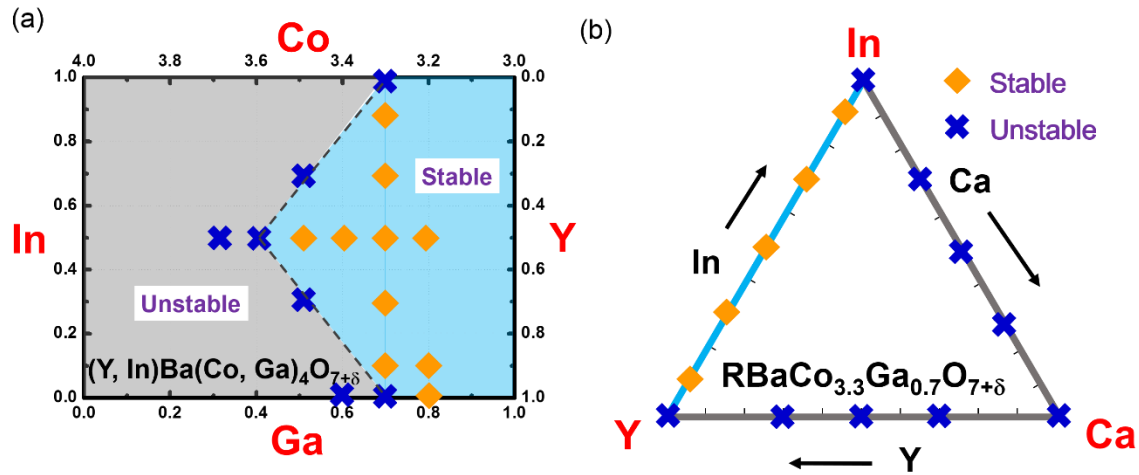 (a)
Co
4.0 3.8 3.6 3.4 3.2 3.0
1.0 0.0
0.8 0.2
Stable
0.6 0.4
In Y
0.4 0.6
Unstable
0.2 0.8
(Y, In)Ba(Co, Ga)₄O₇₊δ
0.0 1.0
0.0 0.2 0.4 0.6 0.8 1.0
Ga
(b)
In
Stable
Unstable
Ca
In
RBaCo₃.₃Ga₀.₇O₇₊δ
Y Ca
Y